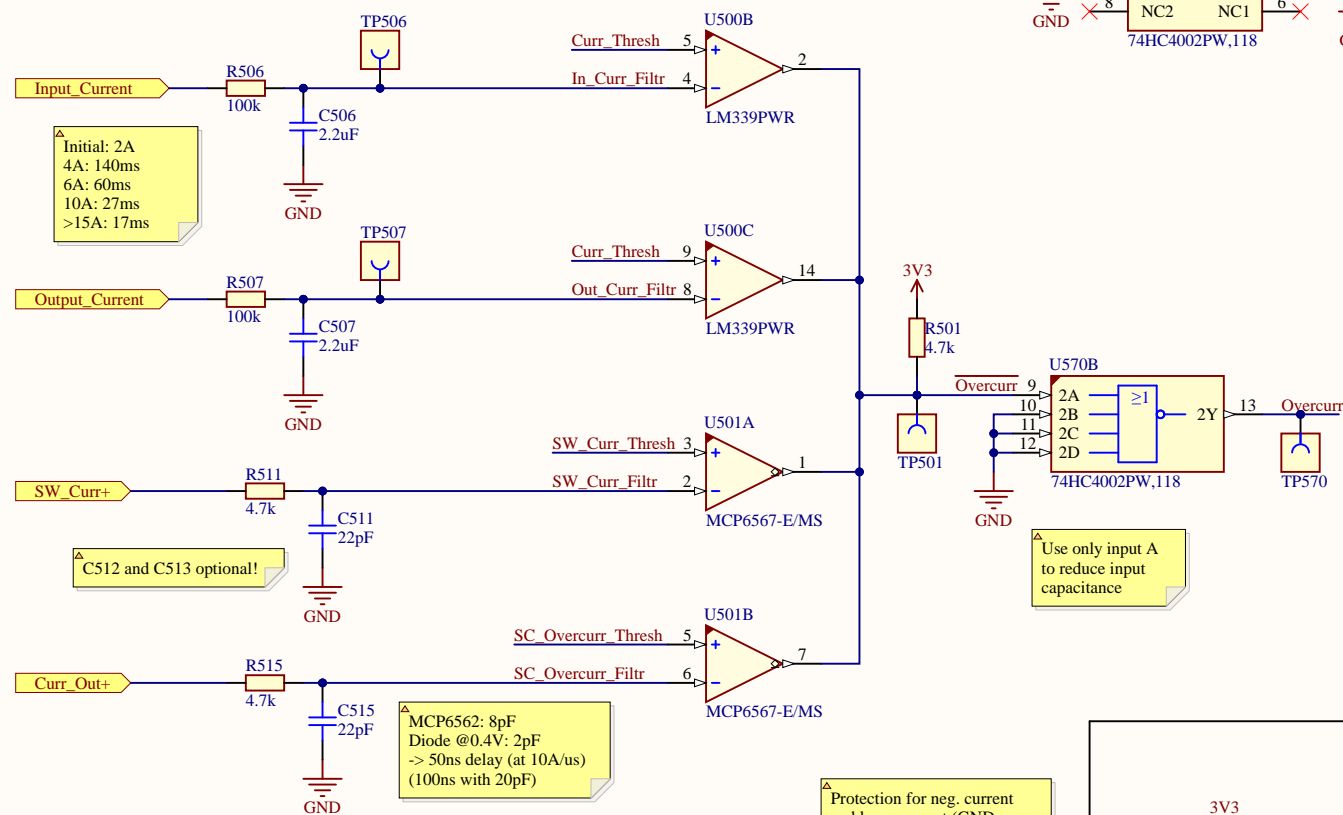 GND
8
NC2
NC1
6
74HC4002PW,118
TP506
U500B
Curr_Thresh
5
2
Input_Current
R506
100k
In_Curr_Filtr
4
LM339PWR
C506
2.2uF
GND
Initial: 2A
4A: 140ms
6A: 60ms
10A: 27ms
>15A: 17ms
TP507
U500C
Curr_Thresh
9
14
Output_Current
R507
100k
Out_Curr_Filtr
8
LM339PWR
C507
2.2uF
GND
3V3
R501
4.7k
Overcurr
TP501
U570B
9
10
11
12
2A
2B
2C
2D
≥1
2Y
13
Overcurr
TP570
74HC4002PW,118
GND
Use only input A
to reduce input
capacitance
U501A
SW_Curr_Thresh
3
1
SW_Curr+
R511
4.7k
SW_Curr_Filtr
2
MCP6567-E/MS
C511
22pF
GND
C512 and C513 optional!
U501B
SC_Overcurr_Thresh
5
7
Curr_Out+
R515
4.7k
SC_Overcurr_Filtr
6
MCP6567-E/MS
C515
22pF
GND
MCP6562: 8pF
Diode @0.4V: 2pF
-> 50ns delay (at 10A/us)
(100ns with 20pF)
Protection for neg. current
3V3